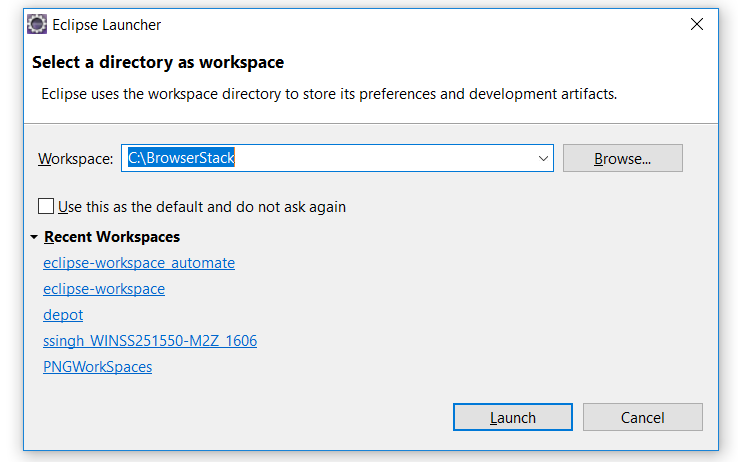 Eclipse Launcher
Select a directory as workspace
Eclipse uses the workspace directory to store its preferences and development artifacts.
Workspace: C:\BrowserStack Browse...
Use this as the default and do not ask again
Recent Workspaces
eclipse-workspace_automate
eclipse-workspace
depot
ssingh_WINSS251550-M2Z_1606
PNGWorkSpaces
Launch Cancel